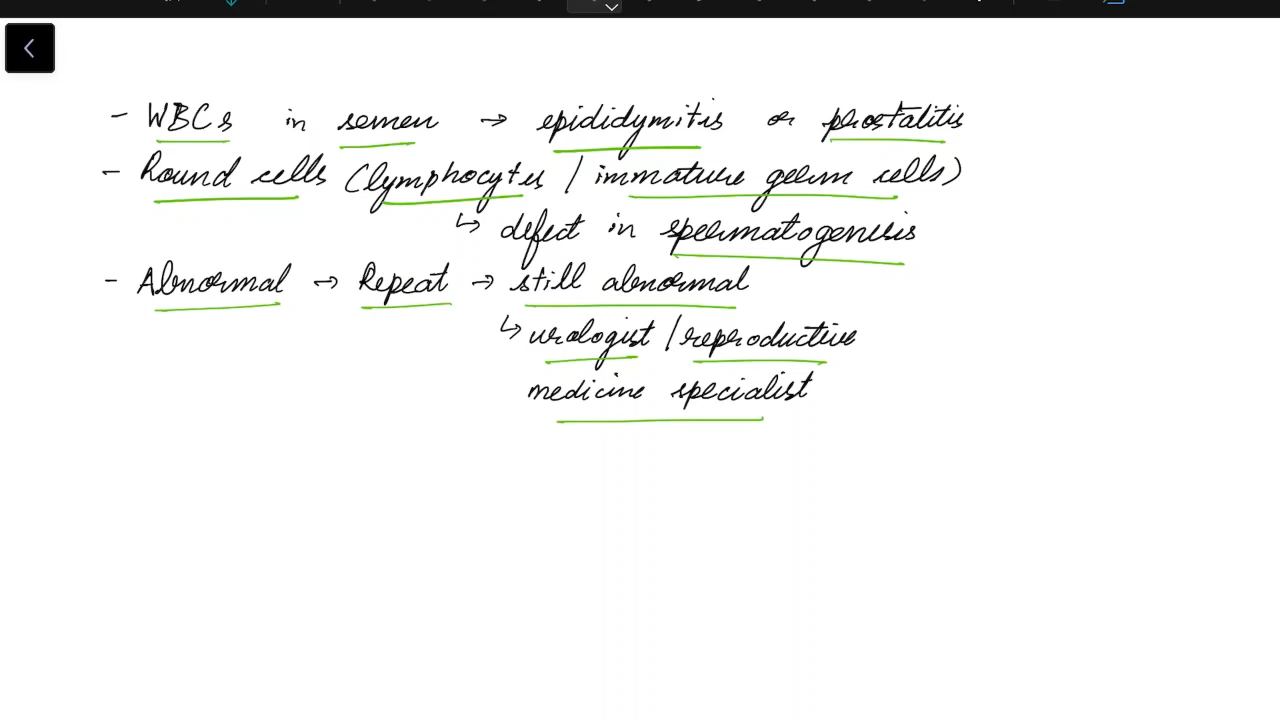 - WBCs in semen → epididymitis or prostatitis
- Round cells (lymphocytes / immature germ cells)
↳ defect in spermatogenesis
- Abnormal → Repeat → still abnormal
↳ urologist / reproductive
medicine specialist